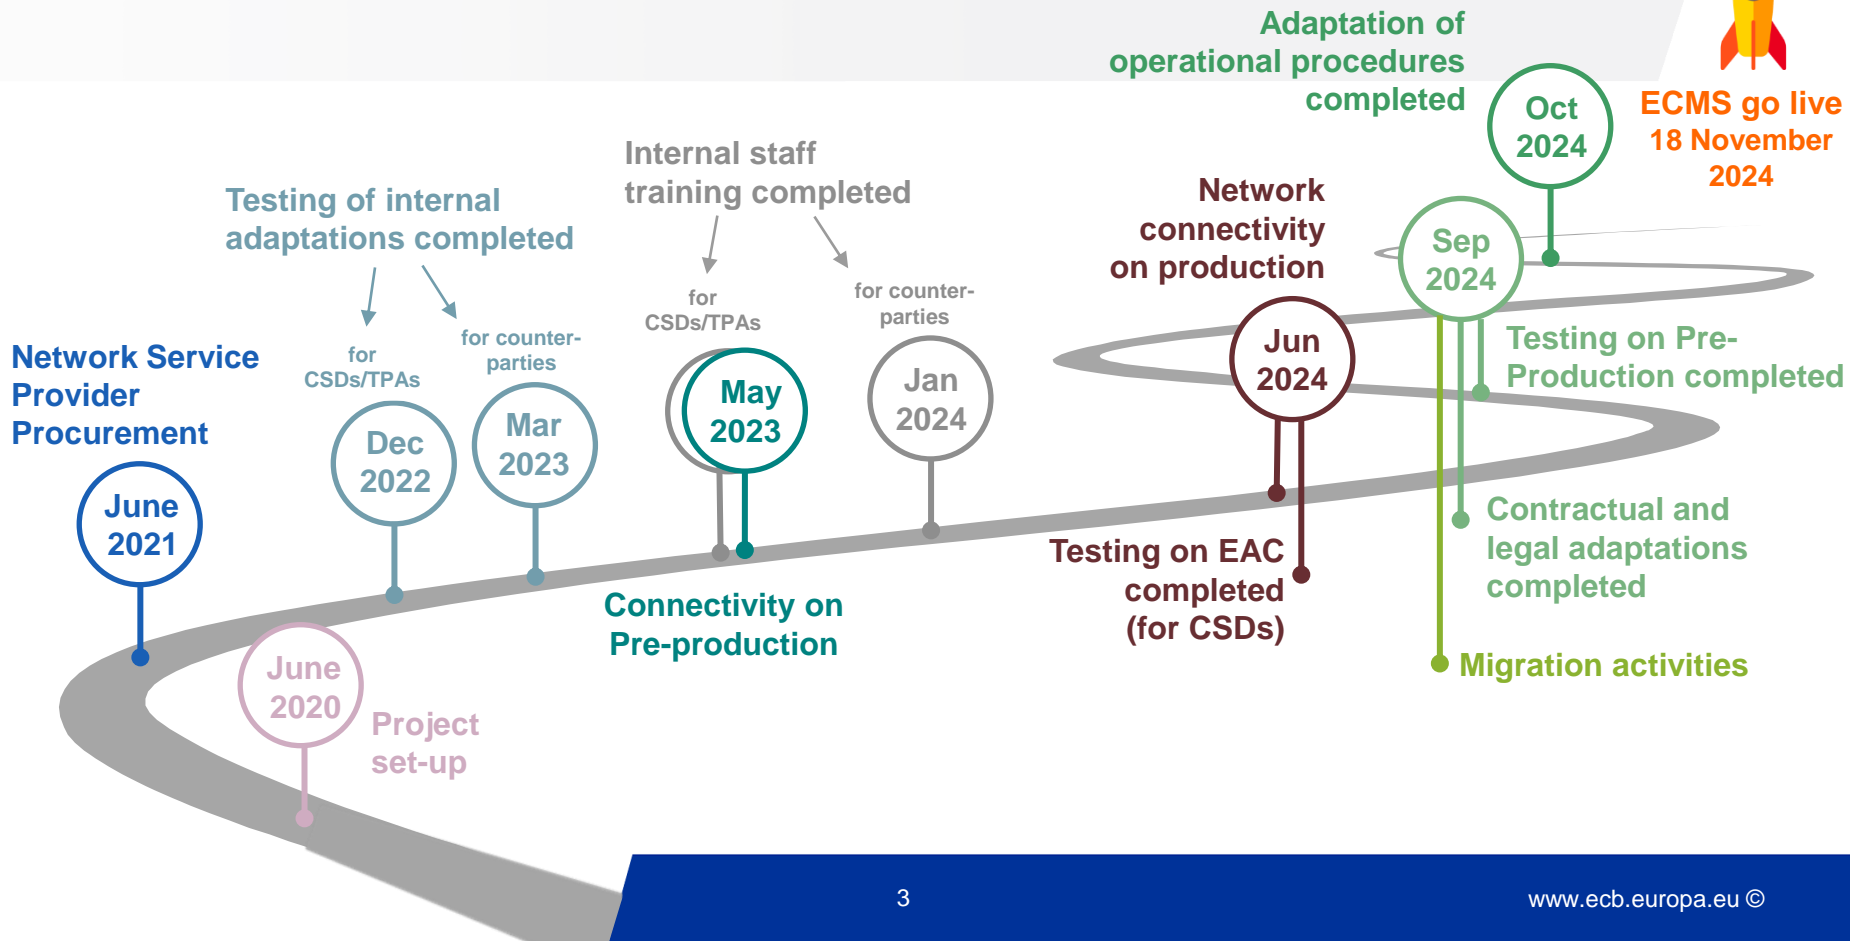 Adaptation of
operational procedures
completed
Oct
2024
ECMS go live
18 November
2024
Internal staff
training completed
for
CSDs/TPAs
for counter-
parties
Testing of internal
adaptations completed
for
CSDs/TPAs
for counter-
parties
Network
connectivity
on production
Sep
2024
Jun
2024
Testing on Pre-
Production completed
Network Service
Provider
Procurement
June
2021
Dec
2022
Mar
2023
May
2023
Jan
2024
Contractual and
legal adaptations
completed
Testing on EAC
completed
(for CSDs)
Connectivity on
Pre-production
Migration activities
June
2020
Project
set-up
3
www.ecb.europa.eu ©